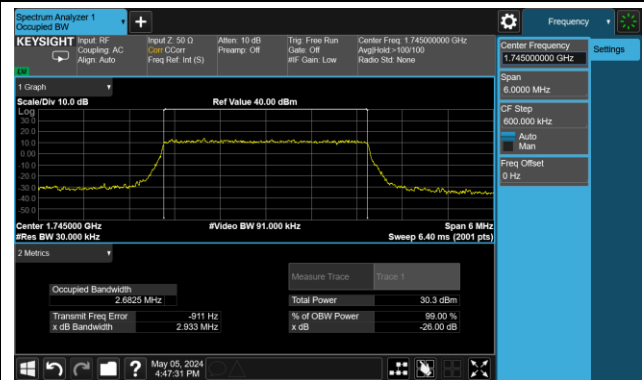 Spectrum Analyzer 1
Occupied BW
Frequency
KEYSIGHT
Input: RF
Coupling: AC
Align: Auto
Input Z: 50 Ω
Corr CCorr
Freq Ref: Int (S)
Atten: 10 dB
Preamp: Off
Trig: Free Run
Gate: Off
#IF Gain: Low
Center Freq: 1.745000000 GHz
Avg|Hold:>100/100
Radio Std: None
Center Frequency
1.745000000 GHz
Settings
Span
6.0000 MHz
CF Step
600.000 kHz
Auto
Man
Freq Offset
0 Hz
1 Graph
Scale/Div 10.0 dB
Ref Value 40.00 dBm
Log
30.0
20.0
10.0
0.00
-10.0
-20.0
-30.0
-40.0
-50.0
Center 1.745000 GHz
#Video BW 91.000 kHz
Span 6 MHz
#Res BW 30.000 kHz
Sweep 6.40 ms (2001 pts)
2 Metrics
Measure Trace
Trace 1
Occupied Bandwidth
2.6825 MHz
Total Power
30.3 dBm
Transmit Freq Error
-911 Hz
% of OBW Power
99.00 %
x dB Bandwidth
2.933 MHz
x dB
-26.00 dB
?
May 05, 2024
4:47:31 PM